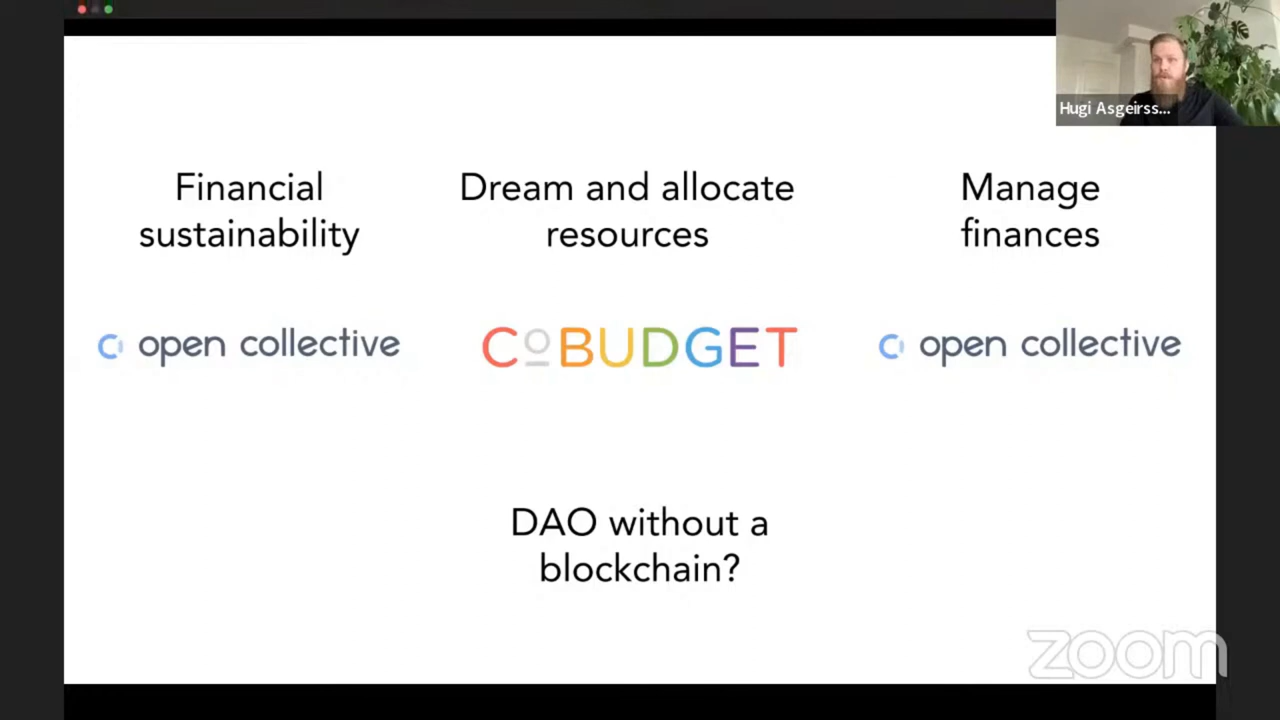 Hugi Asgeirss...
Financial
sustainability
Dream and allocate
resources
Manage
finances
open collective
CoBUDGET
open collective
DAO without a
blockchain?
zoom